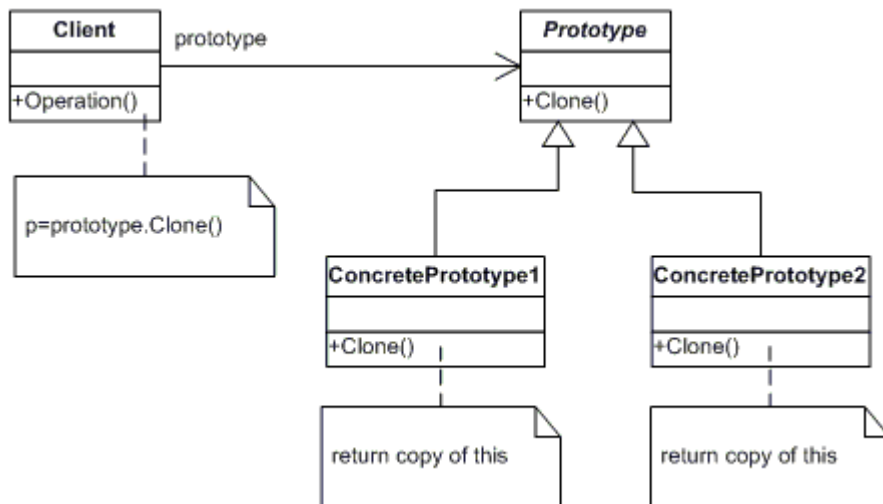 Client
prototype
Prototype
+Operation()
+Clone()
p=prototype.Clone()
ConcretePrototype1
ConcretePrototype2
+Clone()
+Clone()
return copy of this
return copy of this